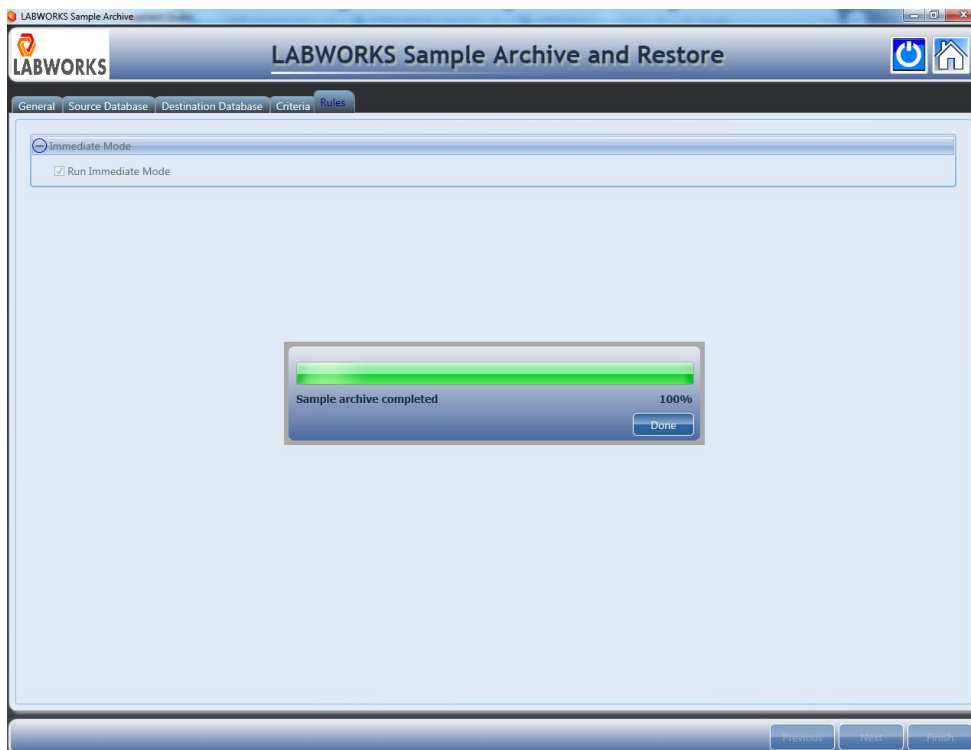 LABWORKS Sample Archive
LABWORKS
LABWORKS Sample Archive and Restore
General Source Database Destination Database Criteria Rules
Immediate Mode
Run Immediate Mode
Sample archive completed 100%
Done
Previous Next Finish